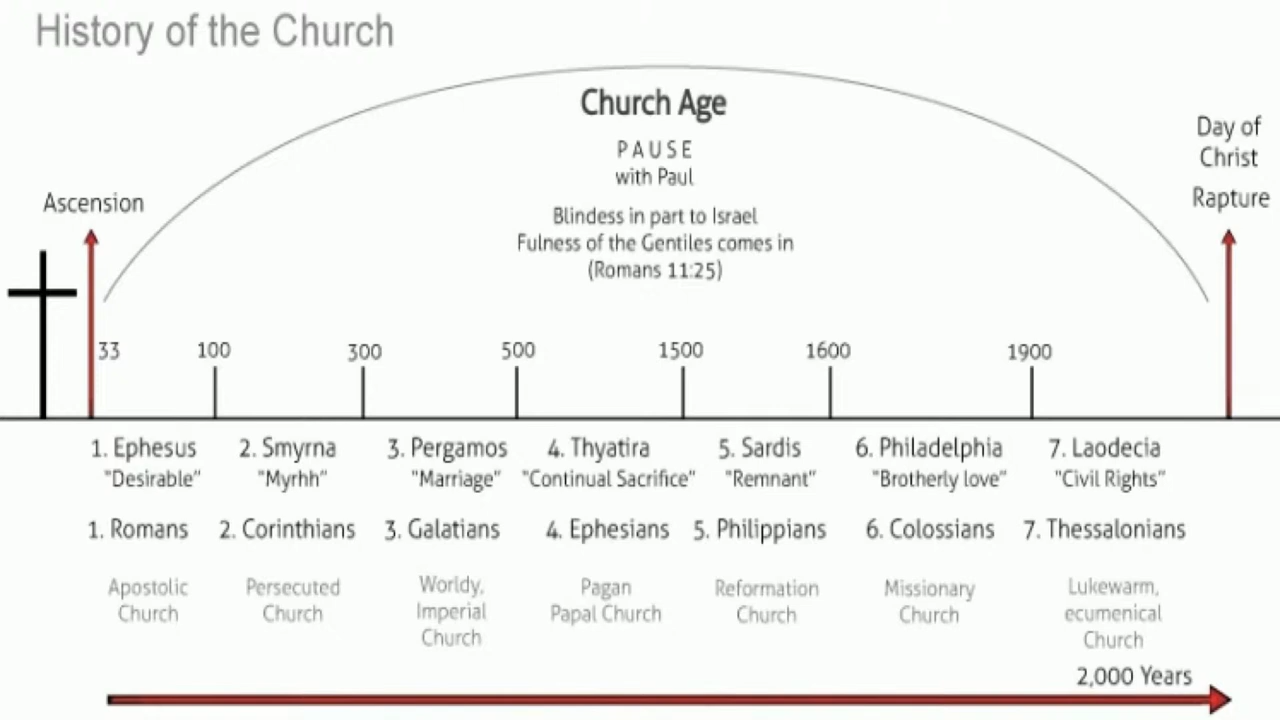 History of the Church
Church Age
PAUSE
with Paul
Blindess in part to Israel
Fulness of the Gentiles comes in
(Romans 11:25)
Ascension
Day of
Christ
Rapture
33 100 300 500 1500 1600 1900
1. Ephesus 2. Smyrna 3. Pergamos 4. Thyatira 5. Sardis 6. Philadelphia 7. Laodecia
"Desirable" "Myrhh" "Marriage" "Continual Sacrifice" "Remnant" "Brotherly love" "Civil Rights"
1. Romans 2. Corinthians 3. Galatians 4. Ephesians 5. Philippians 6. Colossians 7. Thessalonians
Apostolic
Church
Persecuted
Church
Worldy,
Imperial
Church
Pagan
Papal Church
Reformation
Church
Missionary
Church
Lukewarm,
ecumenical
Church
2,000 Years